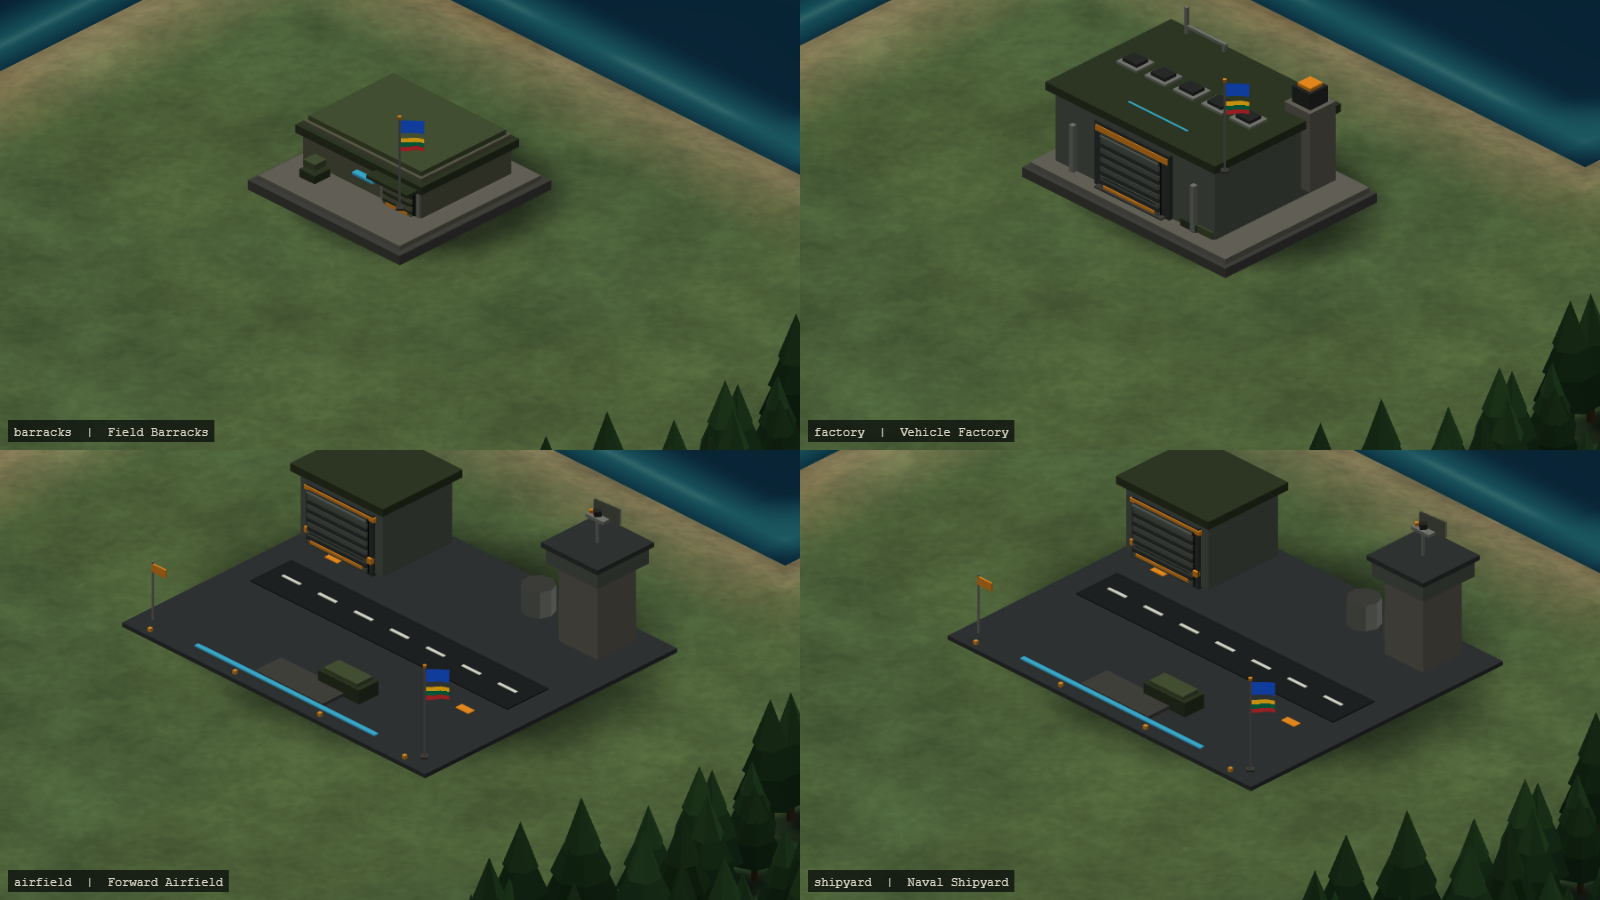 barracks | Field Barracks
factory | Vehicle Factory
airfield | Forward Airfield
shipyard | Naval Shipyard